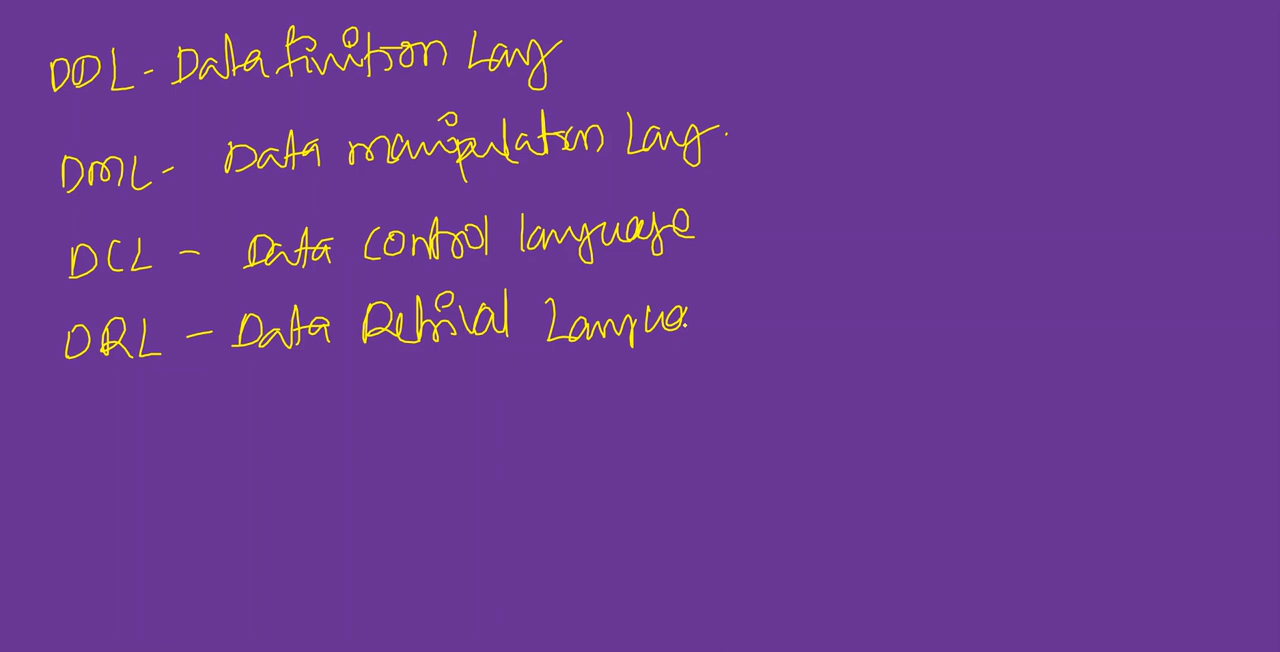 DDL - Data finition Lang
DML - Data manipulation Lang.
DCL - Data control language
DRL - Data Retrival Langua